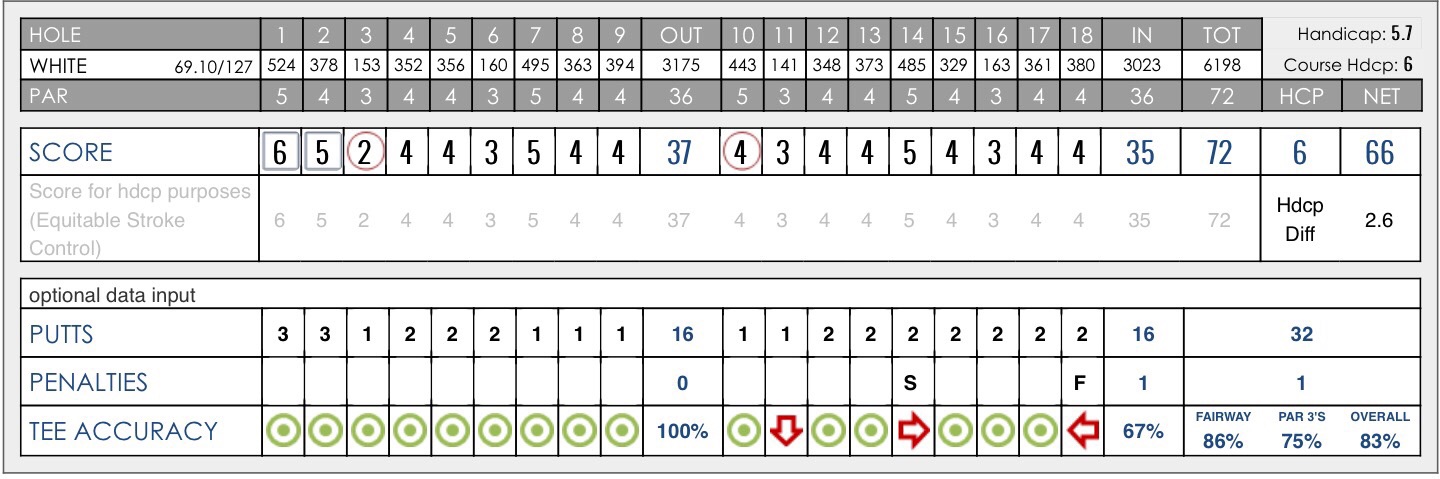 HOLE 1 2 3 4 5 6 7 8 9 OUT 10 11 12 13 14 15 16 17 18 IN TOT Handicap: 5.7
WHITE 69.10/127 524 378 153 352 356 160 495 363 394 3175 443 141 348 373 485 329 163 361 380 3023 6198 Course Hdcp: 6
PAR 5 4 3 4 4 3 5 4 4 36 5 3 4 4 5 4 3 4 4 36 72 HCP NET
SCORE 6 5 2 4 4 3 5 4 4 37 4 3 4 4 5 4 3 4 4 35 72 6 66
Score for hdcp purposes
(Equitable Stroke 6 5 2 4 4 3 5 4 4 37 4 3 4 4 5 4 3 4 4 35 72 Hdcp 2.6
Control) Diff
optional data input
PUTTS 3 3 1 2 2 2 1 1 1 16 1 1 2 2 2 2 2 2 2 16 32
PENALTIES 0 S F 1 1
TEE ACCURACY 100% 67% FAIRWAY PAR 3'S OVERALL
86% 75% 83%